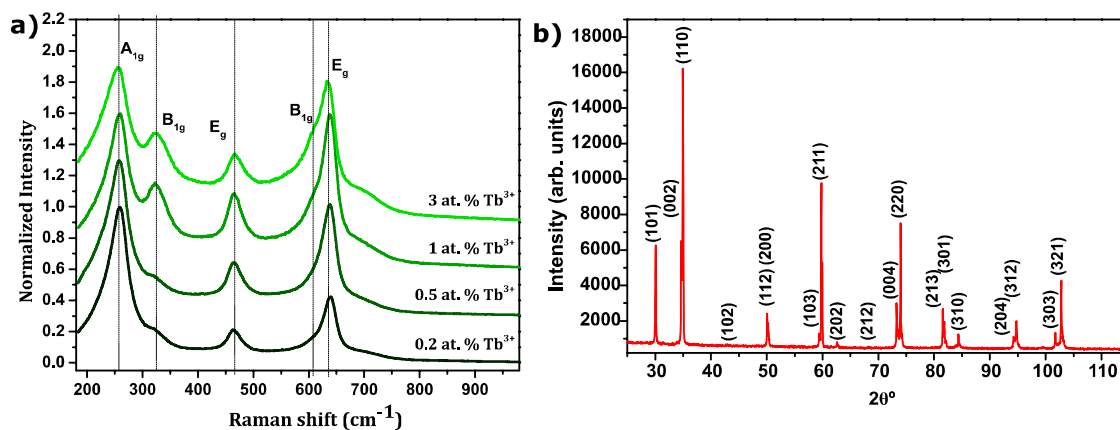 a)
Normalized Intensity
2.2
2.0
1.8
1.6
1.4
1.2
1.0
0.8
0.6
0.4
0.2
0.0
A1g
B1g
Eg
B1g
Eg
3 at. % Tb3+
1 at. % Tb3+
0.5 at. % Tb3+
0.2 at. % Tb3+
200 300 400 500 600 700 800 900
Raman shift (cm-1)
b)
Intensity (arb. units)
18000
16000
14000
12000
10000
8000
6000
4000
2000
(101)
(002)
(110)
(102)
(112)
(200)
(103)
(211)
(202)
(212)
(004)
(220)
(213)
(301)
(310)
(204)
(312)
(303)
(321)
30 40 50 60 70 80 90 100 110
2θº